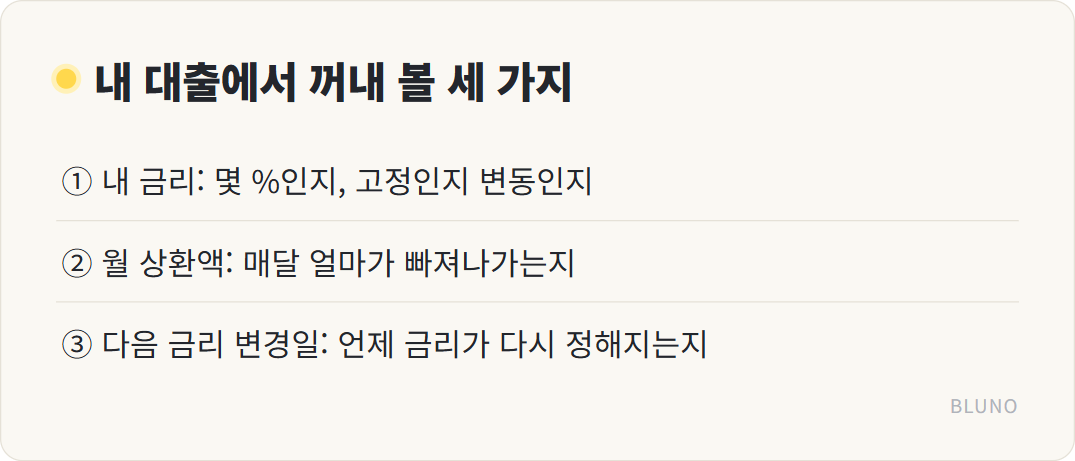 내 대출에서 꺼내 볼 세 가지
① 내 금리: 몇 %인지, 고정인지 변동인지
② 월 상환액: 매달 얼마가 빠져나가는지
③ 다음 금리 변경일: 언제 금리가 다시 정해지는지
BLUNO